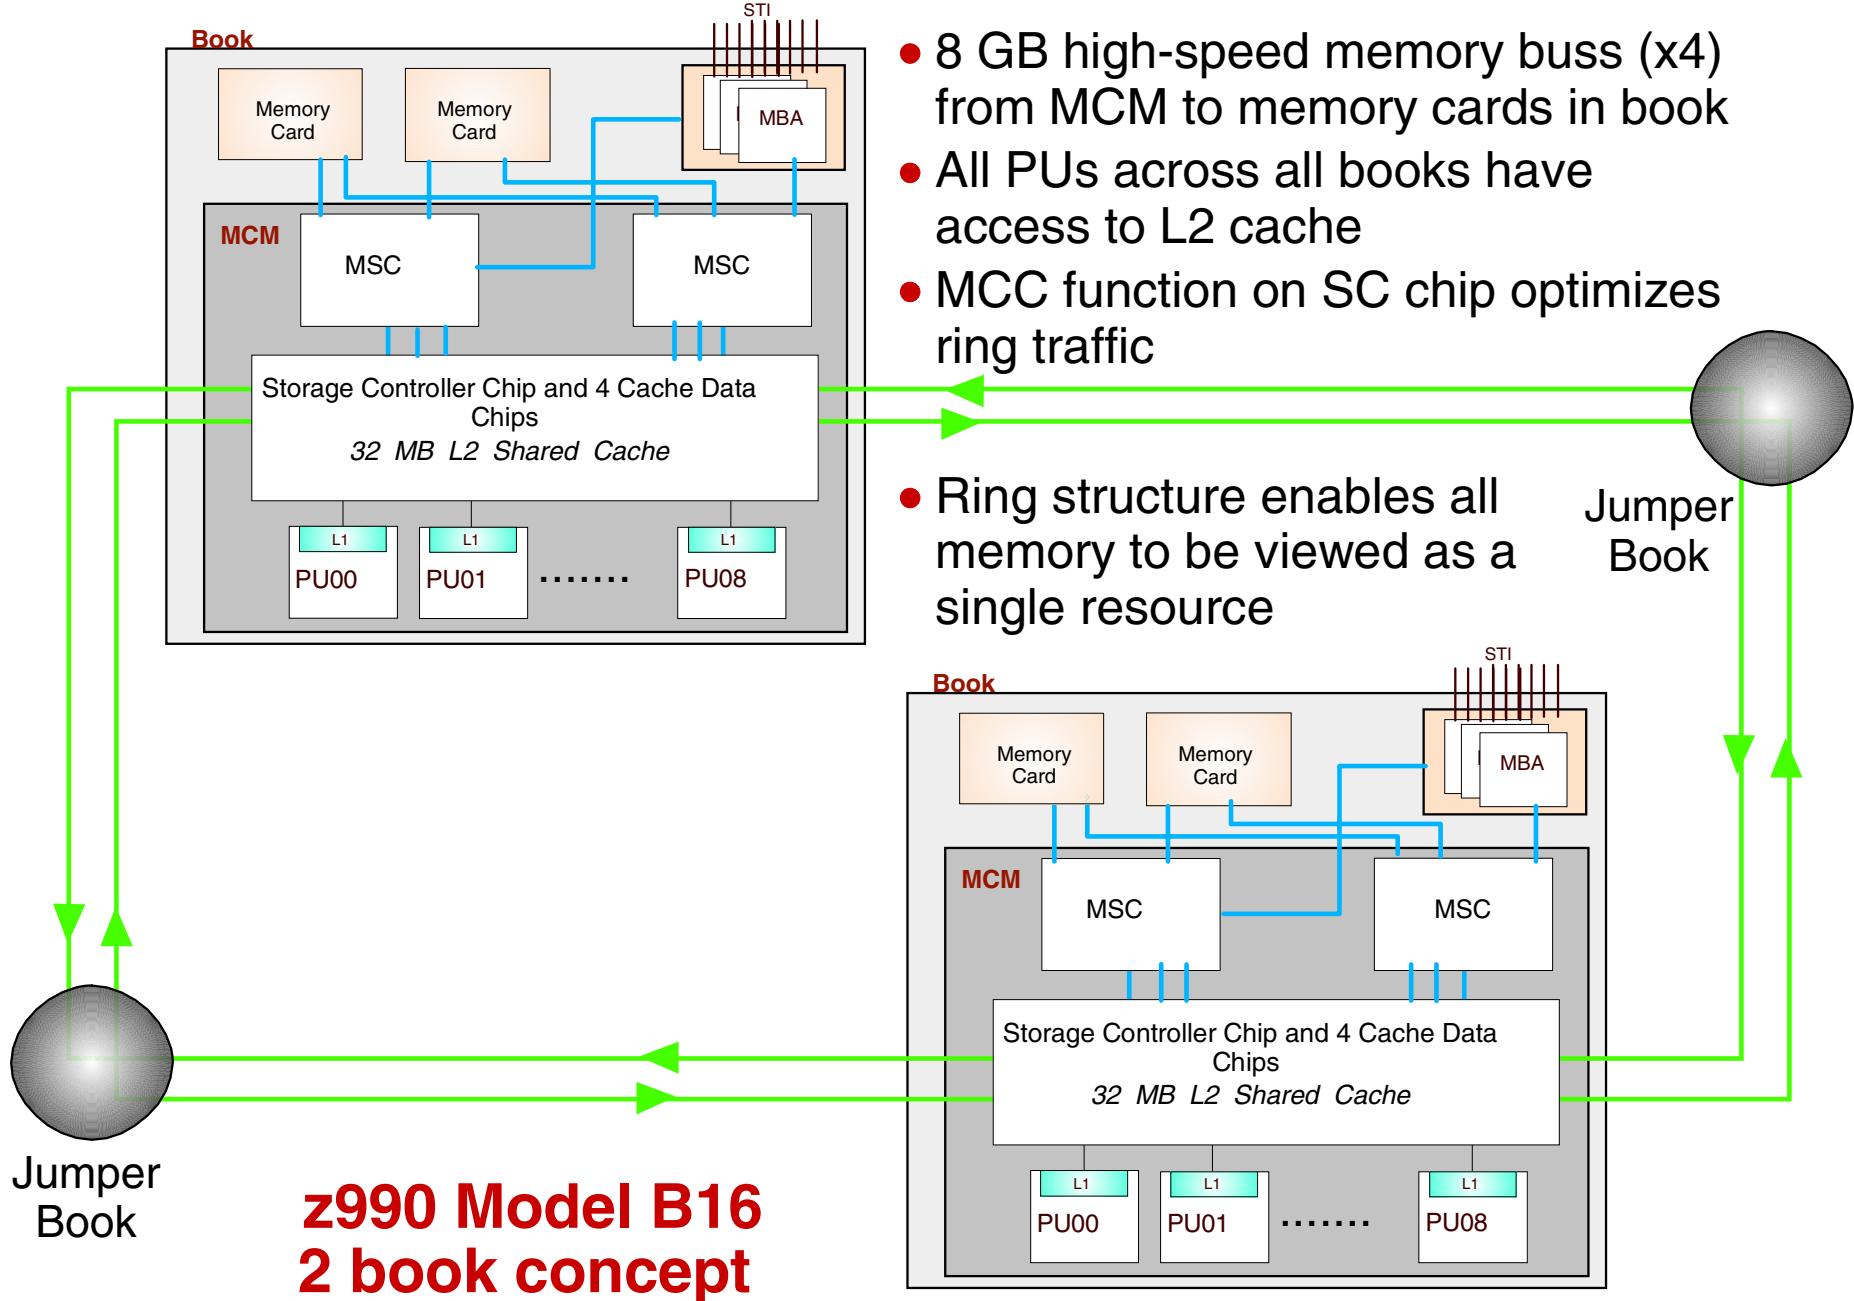 STI
Book
Memory
Card
Memory
Card
MBA
MCM
MSC
MSC
Storage Controller Chip and 4 Cache Data
Chips
32 MB L2 Shared Cache
L1
L1
L1
PU00
PU01
.......
PU08
• 8 GB high-speed memory buss (x4)
from MCM to memory cards in book
• All PUs across all books have
access to L2 cache
• MCC function on SC chip optimizes
ring traffic
• Ring structure enables all
memory to be viewed as a
single resource
Jumper
Book
STI
Book
Memory
Card
Memory
Card
MBA
MCM
MSC
MSC
Storage Controller Chip and 4 Cache Data
Chips
32 MB L2 Shared Cache
L1
L1
L1
PU00
PU01
.......
PU08
Jumper
Book
z990 Model B16
2 book concept